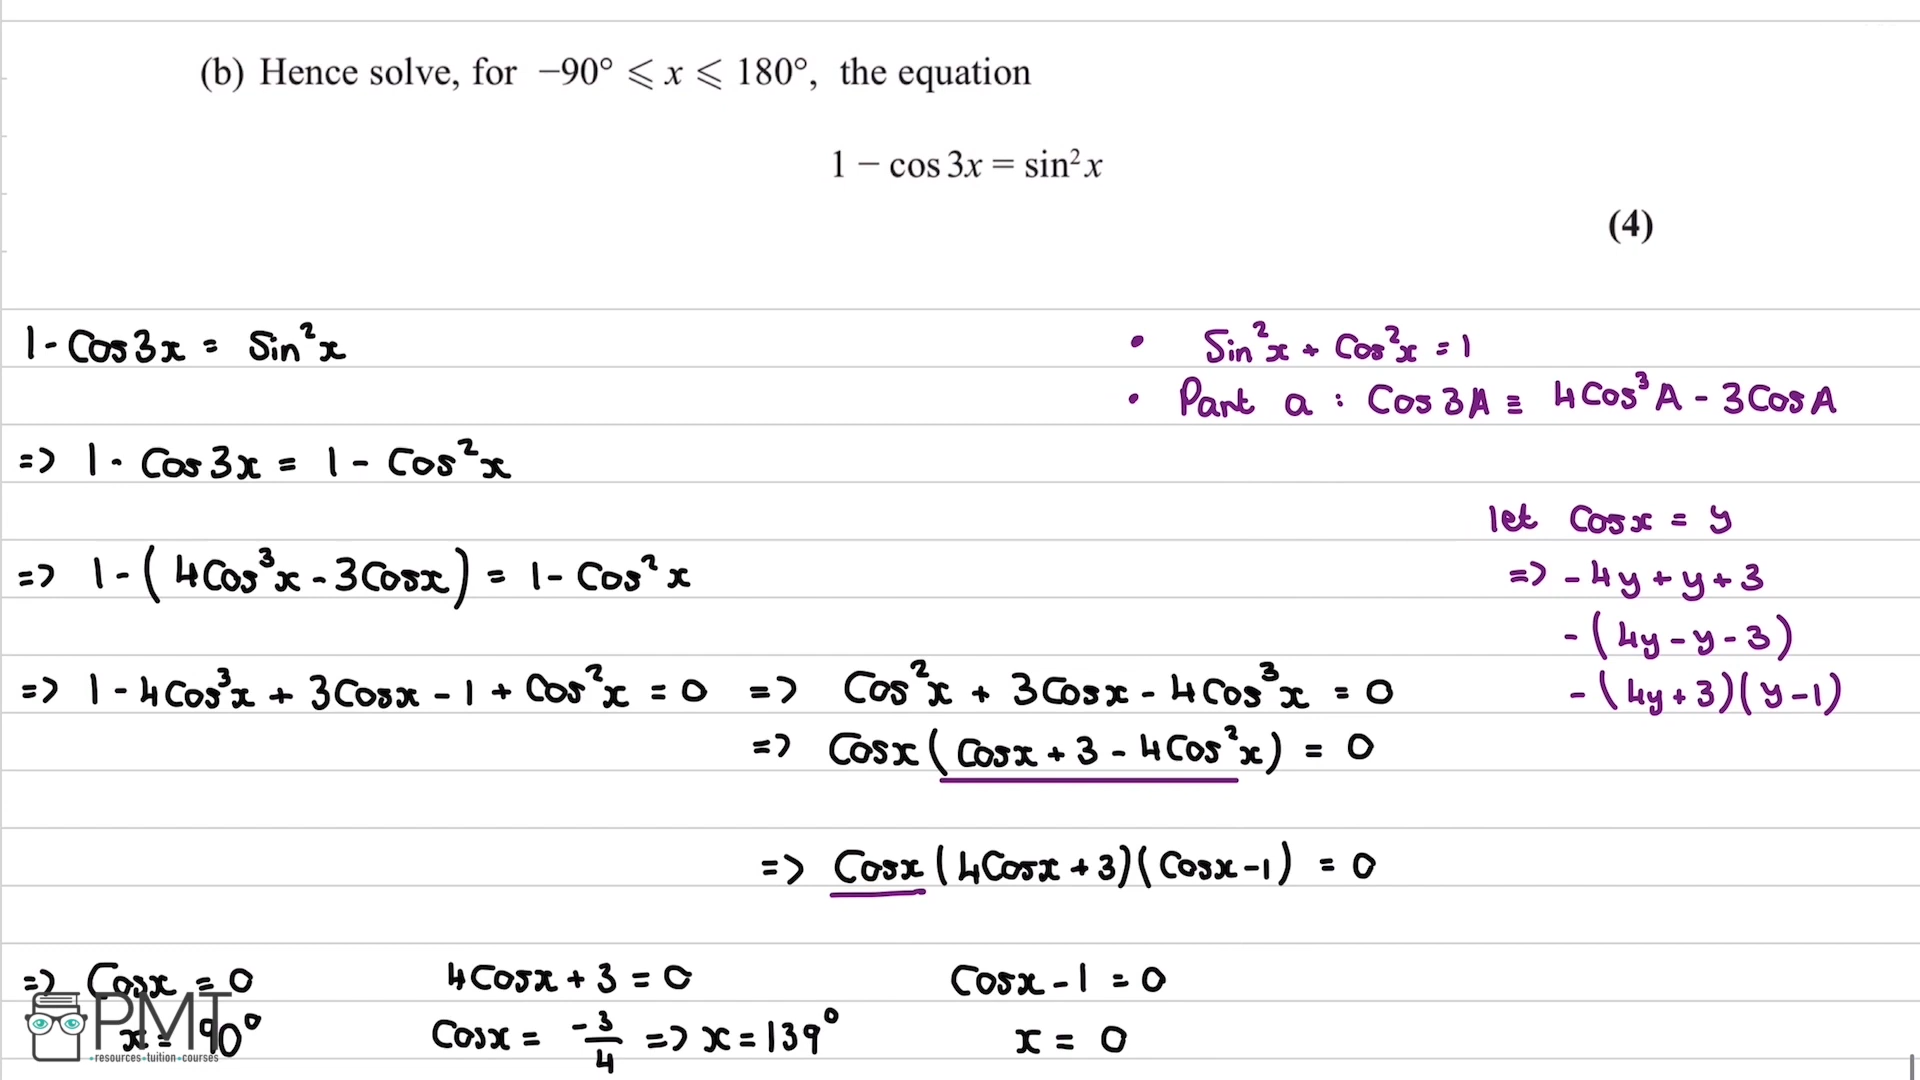 (b) Hence solve, for −90° ⩽ x ⩽ 180°, the equation
1 − cos 3x = sin²x
(4)
1 - Cos3x = Sin²x
• Sin²x + Cos²x = 1
• Part a : Cos3A ≡ 4Cos³A - 3CosA
=> 1 - Cos3x = 1 - Cos²x
let Cosx = y
=> 1 - (4Cos³x - 3Cosx) = 1 - Cos²x
=> -4y + y + 3
-(4y - y - 3)
=> 1 - 4Cos³x + 3Cosx - 1 + Cos²x = 0 => Cos²x + 3Cosx - 4Cos³x = 0
-(4y + 3)(y - 1)
=> Cosx(Cosx + 3 - 4Cos²x) = 0
=> Cosx(4Cosx + 3)(Cosx - 1) = 0
=> Cosx = 0 4Cosx + 3 = 0 Cosx - 1 = 0
x = 90° Cosx = -3/4 => x = 139° x = 0
PMT
resources•tuition•courses